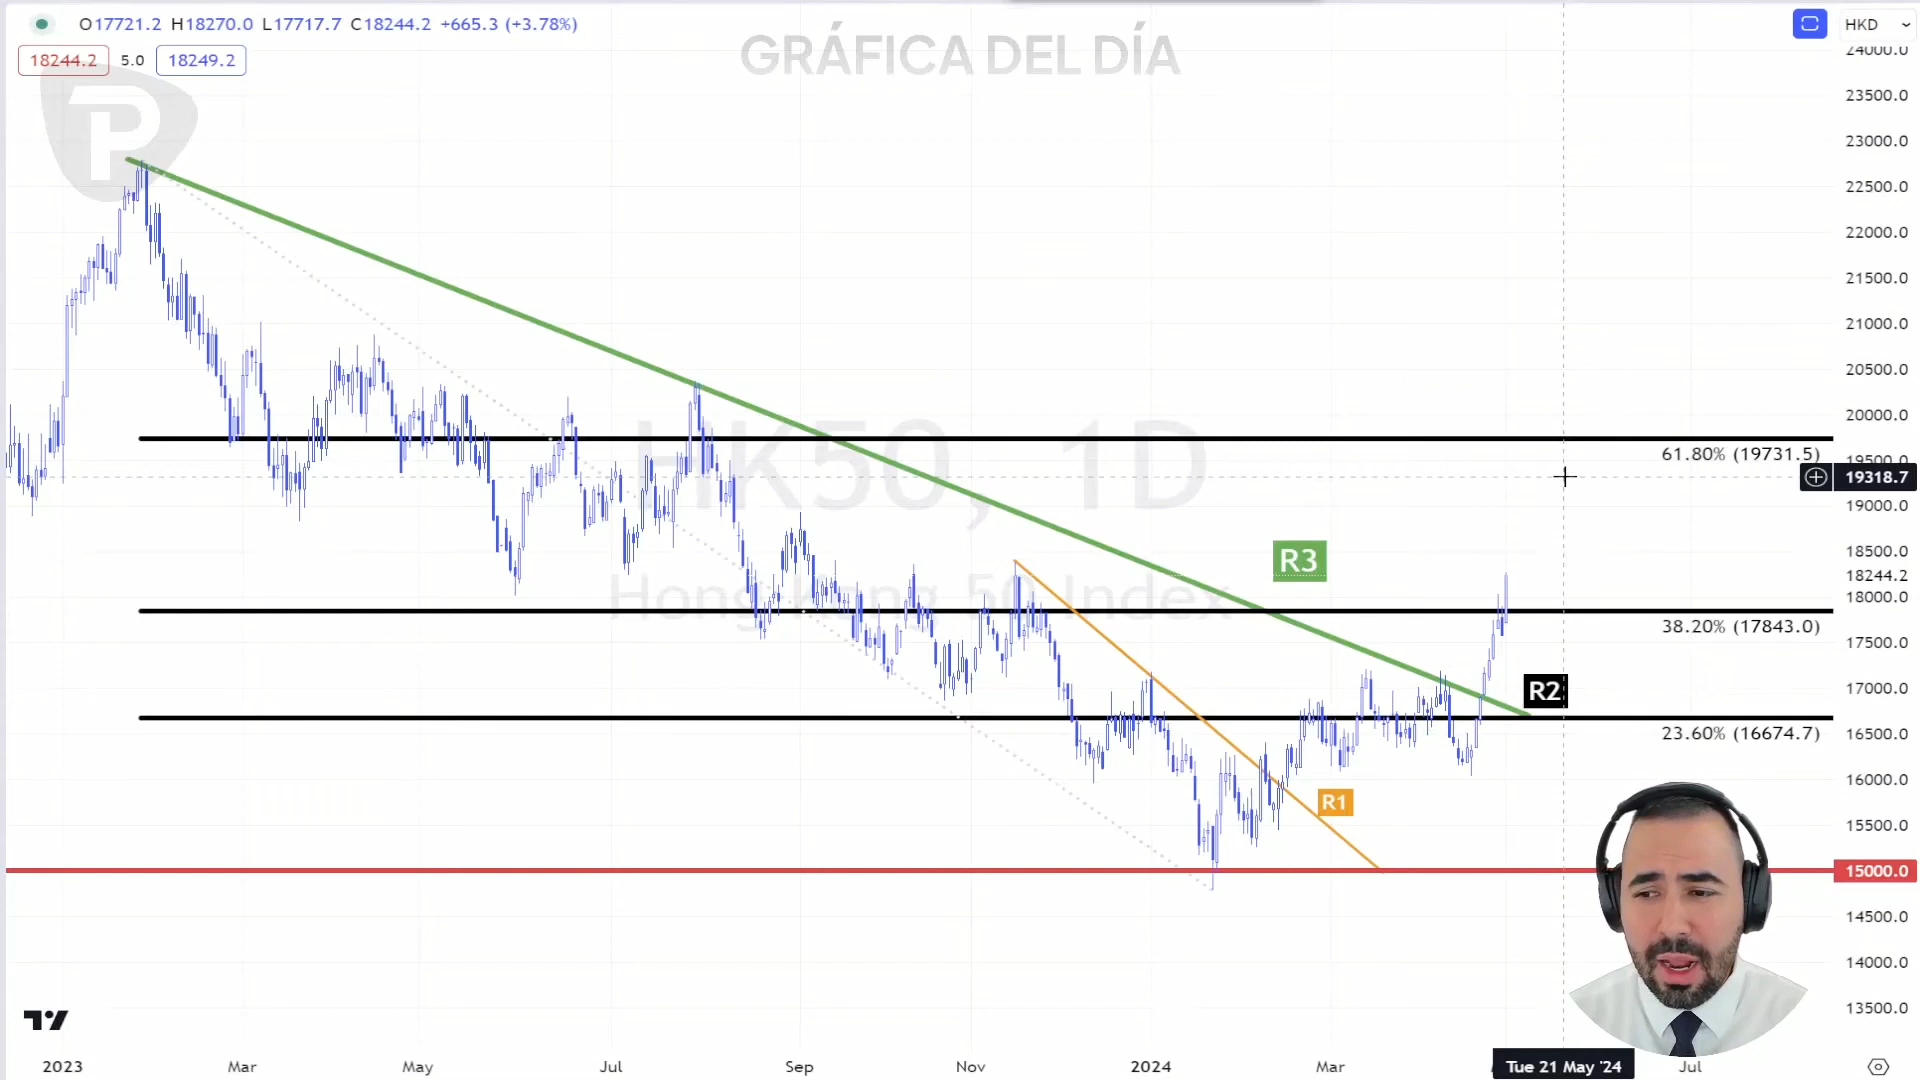 O17721.2 H18270.0 L17717.7 C18244.2 +665.3 (+3.78%)
18244.2 5.0 18249.2
GRÁFICA DEL DÍA
HKD
P
24000.0
23500.0
23000.0
22500.0
22000.0
21500.0
21000.0
20500.0
20000.0
61.80% (19731.5)
19500.0
19318.7
HK50, 1D
19000.0
R3
18500.0
18244.2
Hong Kong 50 Index
18000.0
38.20% (17843.0)
17500.0
R2
17000.0
23.60% (16674.7)
16500.0
16000.0
R1
15500.0
15000.0
14500.0
14000.0
13500.0
2023 Mar May Jul Sep Nov 2024 Mar Tue 21 May '24 Jul